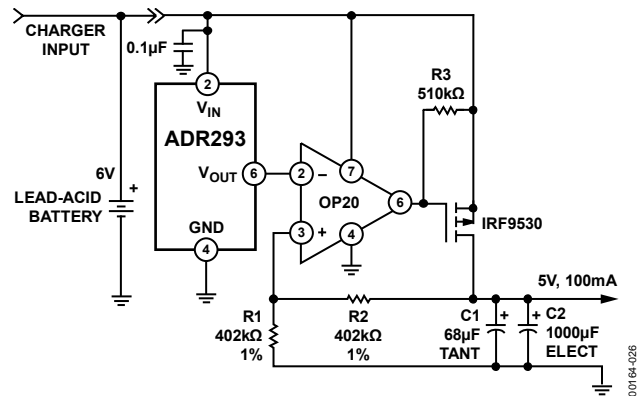 CHARGER
INPUT
0.1µF
2
VIN
ADR293
VOUT
6
GND
4
6V
+
LEAD-ACID
BATTERY
2
–
7
OP20
6
3
+
4
R3
510kΩ
IRF9530
5V, 100mA
R1
402kΩ
1%
R2
402kΩ
1%
C1
68µF
TANT
+
+
C2
1000µF
ELECT
00164-026